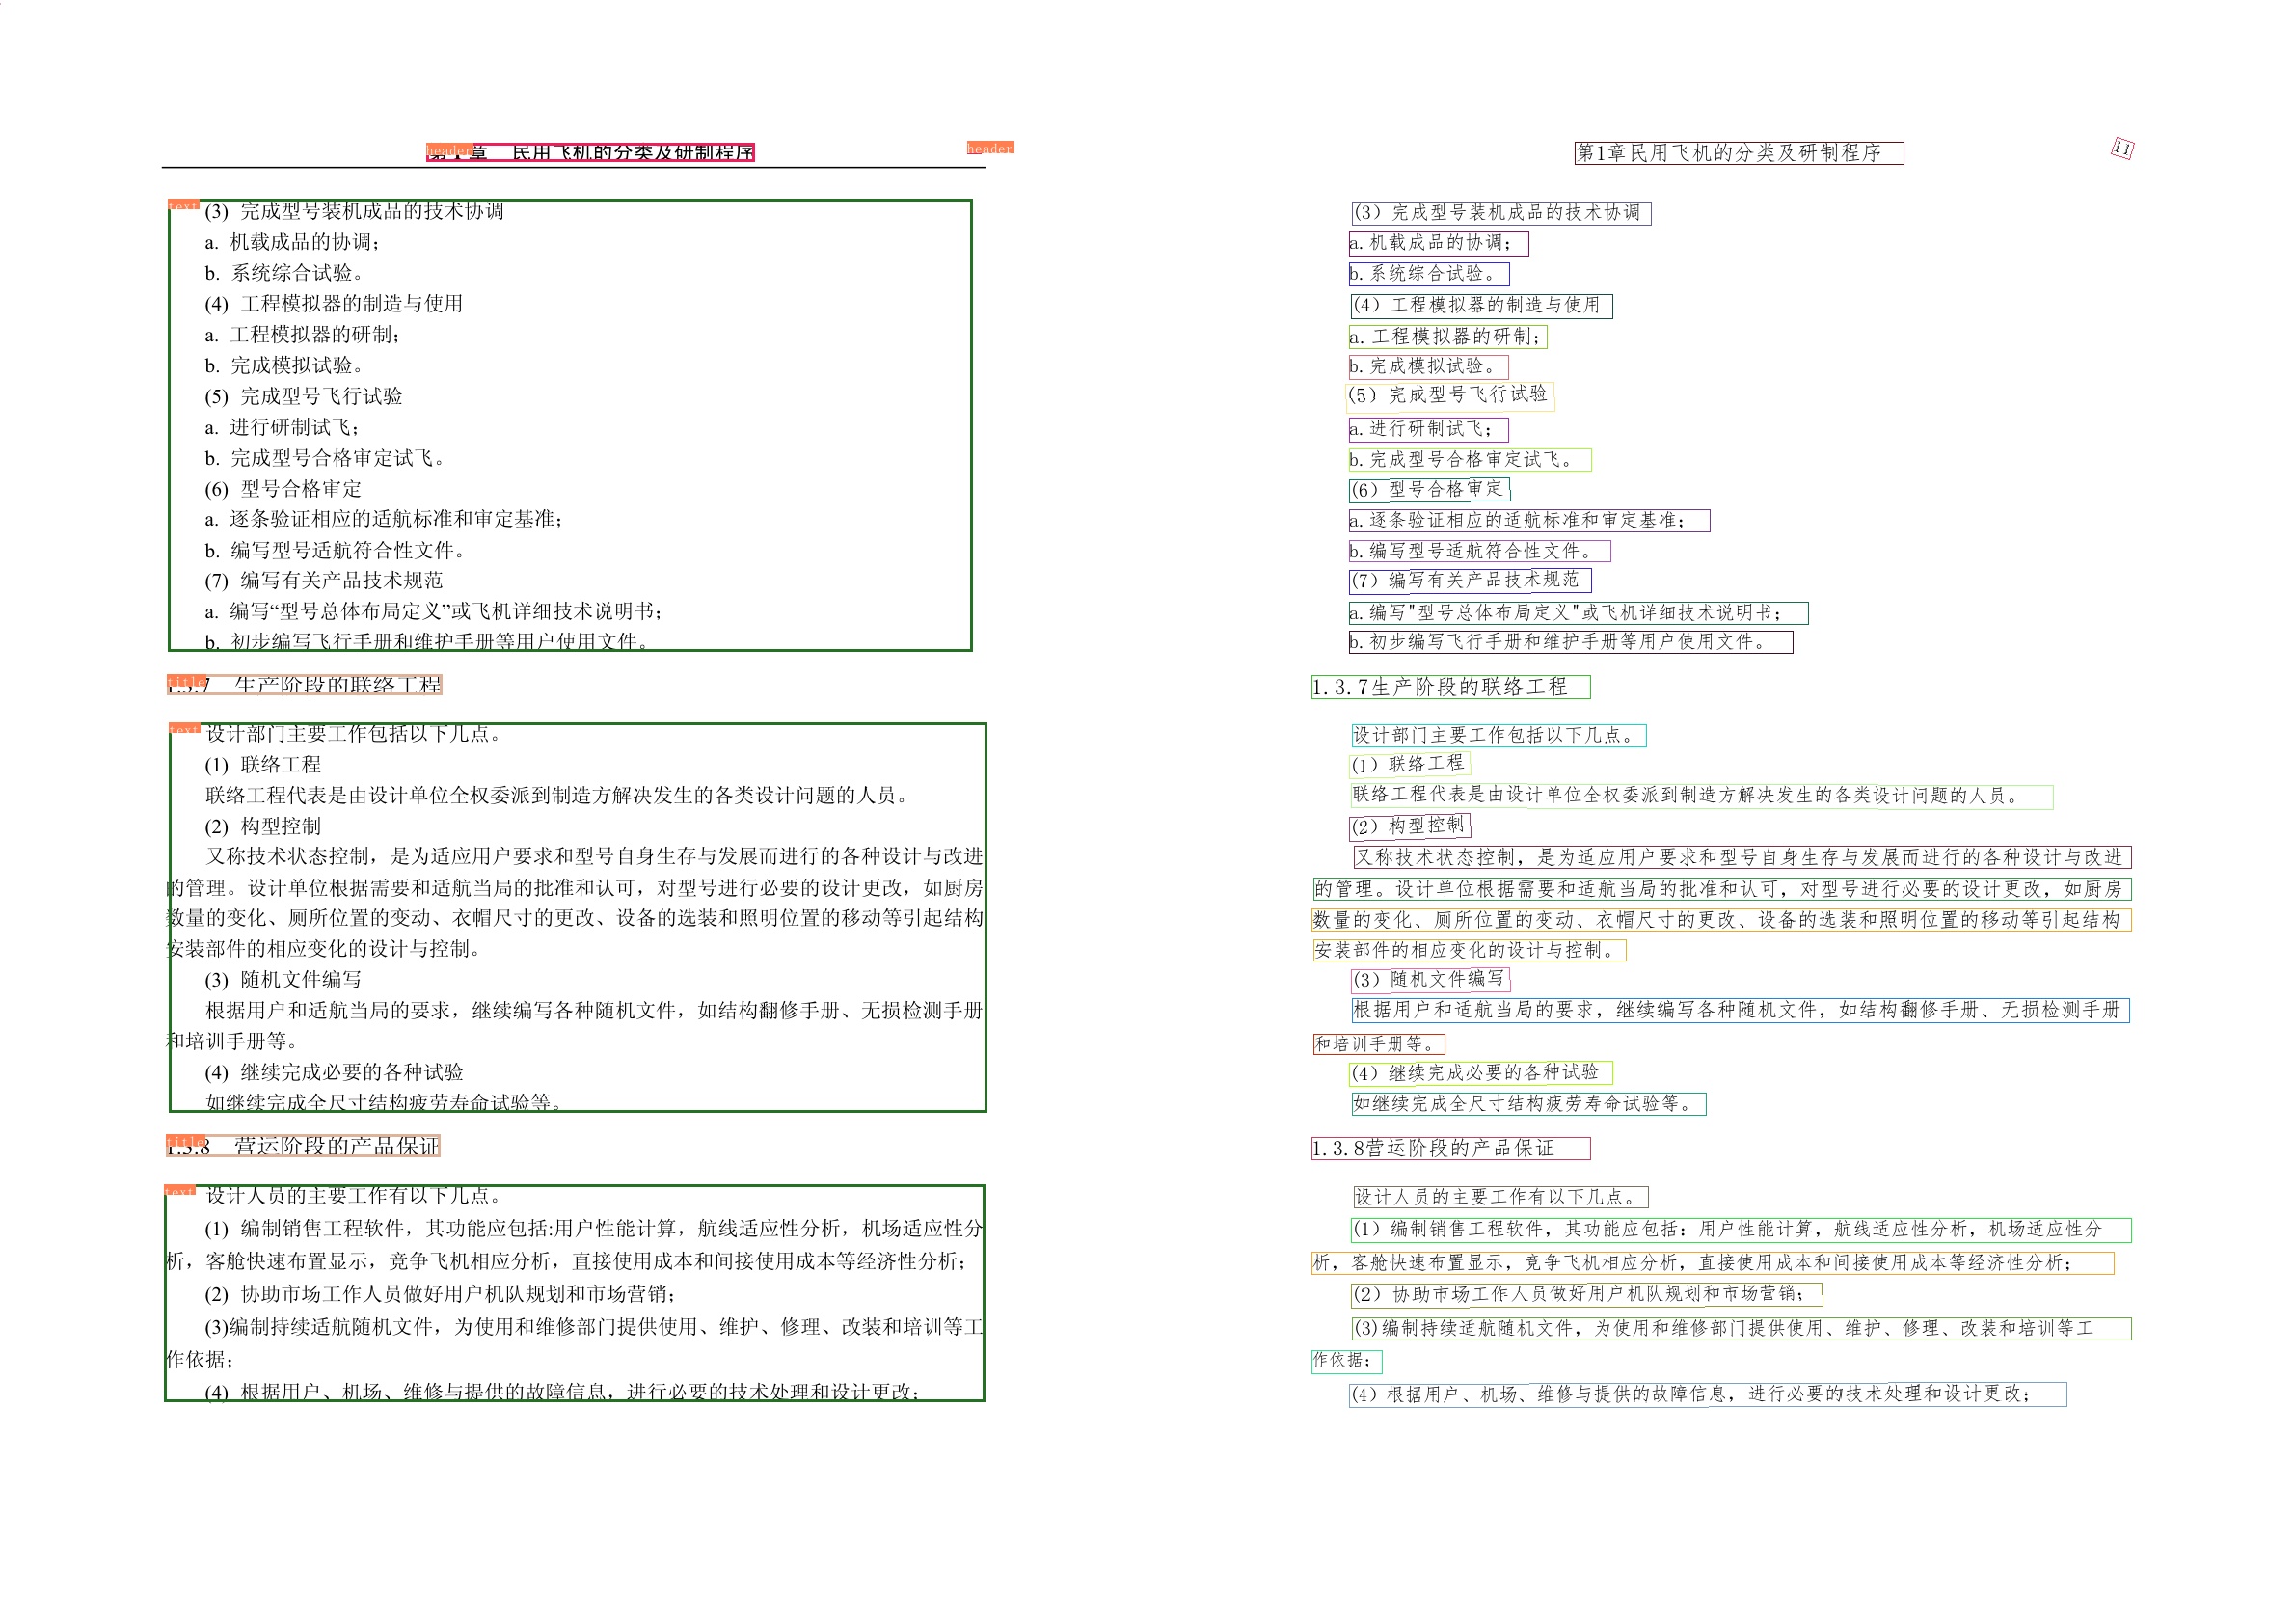 header
第1章 民用飞机的分类及研制程序
header
text
(3) 完成型号装机成品的技术协调
a. 机载成品的协调；
b. 系统综合试验。
(4) 工程模拟器的制造与使用
a. 工程模拟器的研制；
b. 完成模拟试验。
(5) 完成型号飞行试验
a. 进行研制试飞；
b. 完成型号合格审定试飞。
(6) 型号合格审定
a. 逐条验证相应的适航标准和审定基准；
b. 编写型号适航符合性文件。
(7) 编写有关产品技术规范
a. 编写“型号总体布局定义”或飞机详细技术说明书；
b. 初步编写飞行手册和维护手册等用户使用文件。
title
1.3.7 生产阶段的联络工程
text
设计部门主要工作包括以下几点。
(1) 联络工程
联络工程代表是由设计单位全权委派到制造方解决发生的各类设计问题的人员。
(2) 构型控制
又称技术状态控制，是为适应用户要求和型号自身生存与发展而进行的各种设计与改进
的管理。设计单位根据需要和适航当局的批准和认可，对型号进行必要的设计更改，如厨房
数量的变化、厕所位置的变动、衣帽尺寸的更改、设备的选装和照明位置的移动等引起结构
安装部件的相应变化的设计与控制。
(3) 随机文件编写
根据用户和适航当局的要求，继续编写各种随机文件，如结构翻修手册、无损检测手册
和培训手册等。
(4) 继续完成必要的各种试验
如继续完成全尺寸结构疲劳寿命试验等。
title
1.3.8 营运阶段的产品保证
text
设计人员的主要工作有以下几点。
(1) 编制销售工程软件，其功能应包括:用户性能计算，航线适应性分析，机场适应性分
析，客舱快速布置显示，竞争飞机相应分析，直接使用成本和间接使用成本等经济性分析；
(2) 协助市场工作人员做好用户机队规划和市场营销；
(3)编制持续适航随机文件，为使用和维修部门提供使用、维护、修理、改装和培训等工
作依据；
(4) 根据用户、机场、维修与提供的故障信息，进行必要的技术处理和设计更改；
第1章民用飞机的分类及研制程序
11
(3）完成型号装机成品的技术协调
a.机载成品的协调；
b.系统综合试验。
(4）工程模拟器的制造与使用
a.工程模拟器的研制；
b.完成模拟试验。
(5）完成型号飞行试验
a.进行研制试飞；
b.完成型号合格审定试飞。
(6）型号合格审定
a.逐条验证相应的适航标准和审定基准；
b.编写型号适航符合性文件。
(7）编写有关产品技术规范
a.编写"型号总体布局定义"或飞机详细技术说明书；
b.初步编写飞行手册和维护手册等用户使用文件。
1.3.7生产阶段的联络工程
设计部门主要工作包括以下几点。
(1）联络工程
联络工程代表是由设计单位全权委派到制造方解决发生的各类设计问题的人员。
(2）构型控制
又称技术状态控制，是为适应用户要求和型号自身生存与发展而进行的各种设计与改进
的管理。设计单位根据需要和适航当局的批准和认可，对型号进行必要的设计更改，如厨房
数量的变化、厕所位置的变动、衣帽尺寸的更改、设备的选装和照明位置的移动等引起结构
安装部件的相应变化的设计与控制。
(3）随机文件编写
根据用户和适航当局的要求，继续编写各种随机文件，如结构翻修手册、无损检测手册
和培训手册等。
(4）继续完成必要的各种试验
如继续完成全尺寸结构疲劳寿命试验等。
1.3.8营运阶段的产品保证
设计人员的主要工作有以下几点。
(1）编制销售工程软件，其功能应包括：用户性能计算，航线适应性分析，机场适应性分
析，客舱快速布置显示，竞争飞机相应分析，直接使用成本和间接使用成本等经济性分析；
(2）协助市场工作人员做好用户机队规划和市场营销；
(3)编制持续适航随机文件，为使用和维修部门提供使用、维护、修理、改装和培训等工
作依据；
(4）根据用户、机场、维修与提供的故障信息，进行必要的技术处理和设计更改；